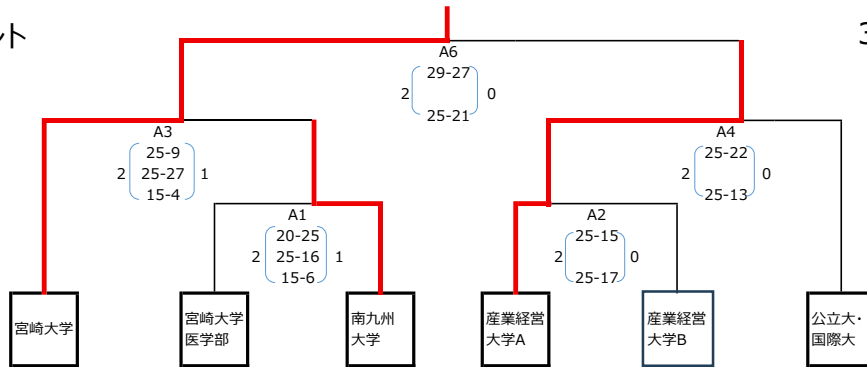 ト
3
A6
29-27
2 0
25-21
A3
25-9
2 25-27 1
15-4
A4
25-22
2 0
25-13
A1
20-25
2 25-16 1
15-6
A2
25-15
2 0
25-17
宮崎大学
宮崎大学
医学部
南九州
大学
産業経営
大学A
産業経営
大学B
公立大・
国際大